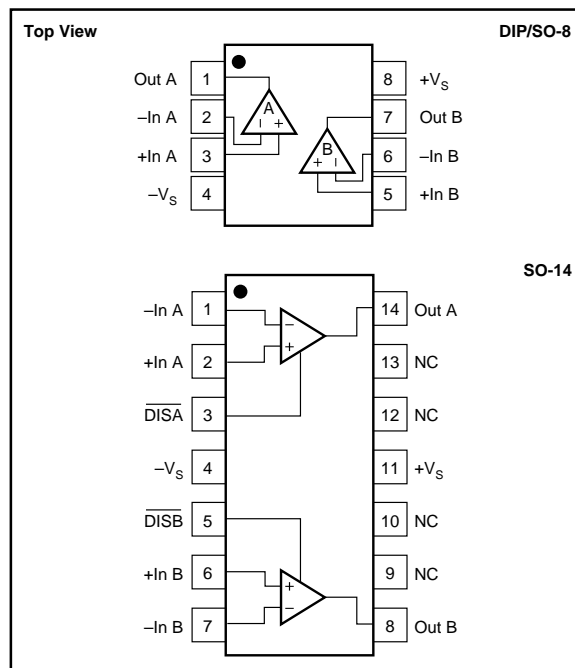 Top View
DIP/SO-8
Out A 1
–In A 2
+In A 3
–VS 4
8 +VS
7 Out B
6 –In B
5 +In B
A
– +
B
+ –
SO-14
–In A 1
+In A 2
DISA 3
–VS 4
DISB 5
+In B 6
–In B 7
14 Out A
13 NC
12 NC
11 +VS
10 NC
9 NC
8 Out B
–
+
+
–